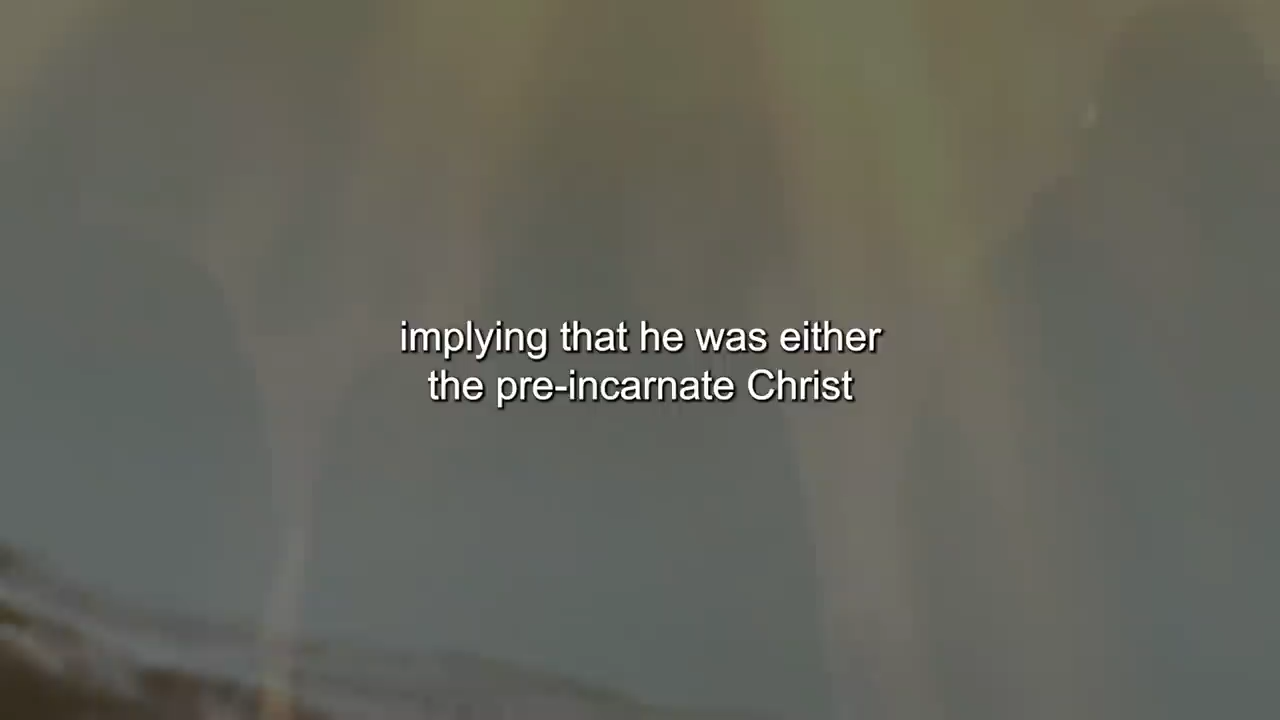 implying that he was either
the pre-incarnate Christ